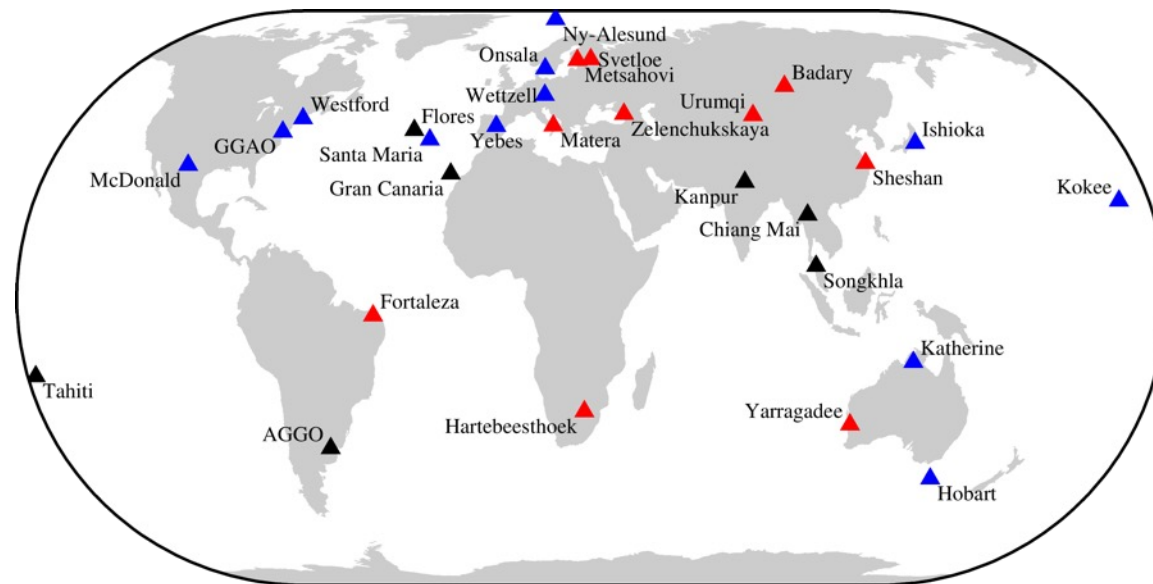 Ny-Alesund
Onsala
Svetloe
Metsahovi
Badary
Wettzell
Urumqi
Westford
Flores
Zelenchukskaya
Ishioka
GGAO
Yebes
Matera
Santa Maria
McDonald
Sheshan
Gran Canaria
Kanpur
Kokee
Chiang Mai
Songkhla
Fortaleza
Katherine
Tahiti
Yarragadee
Hartebeesthoek
AGGO
Hobart